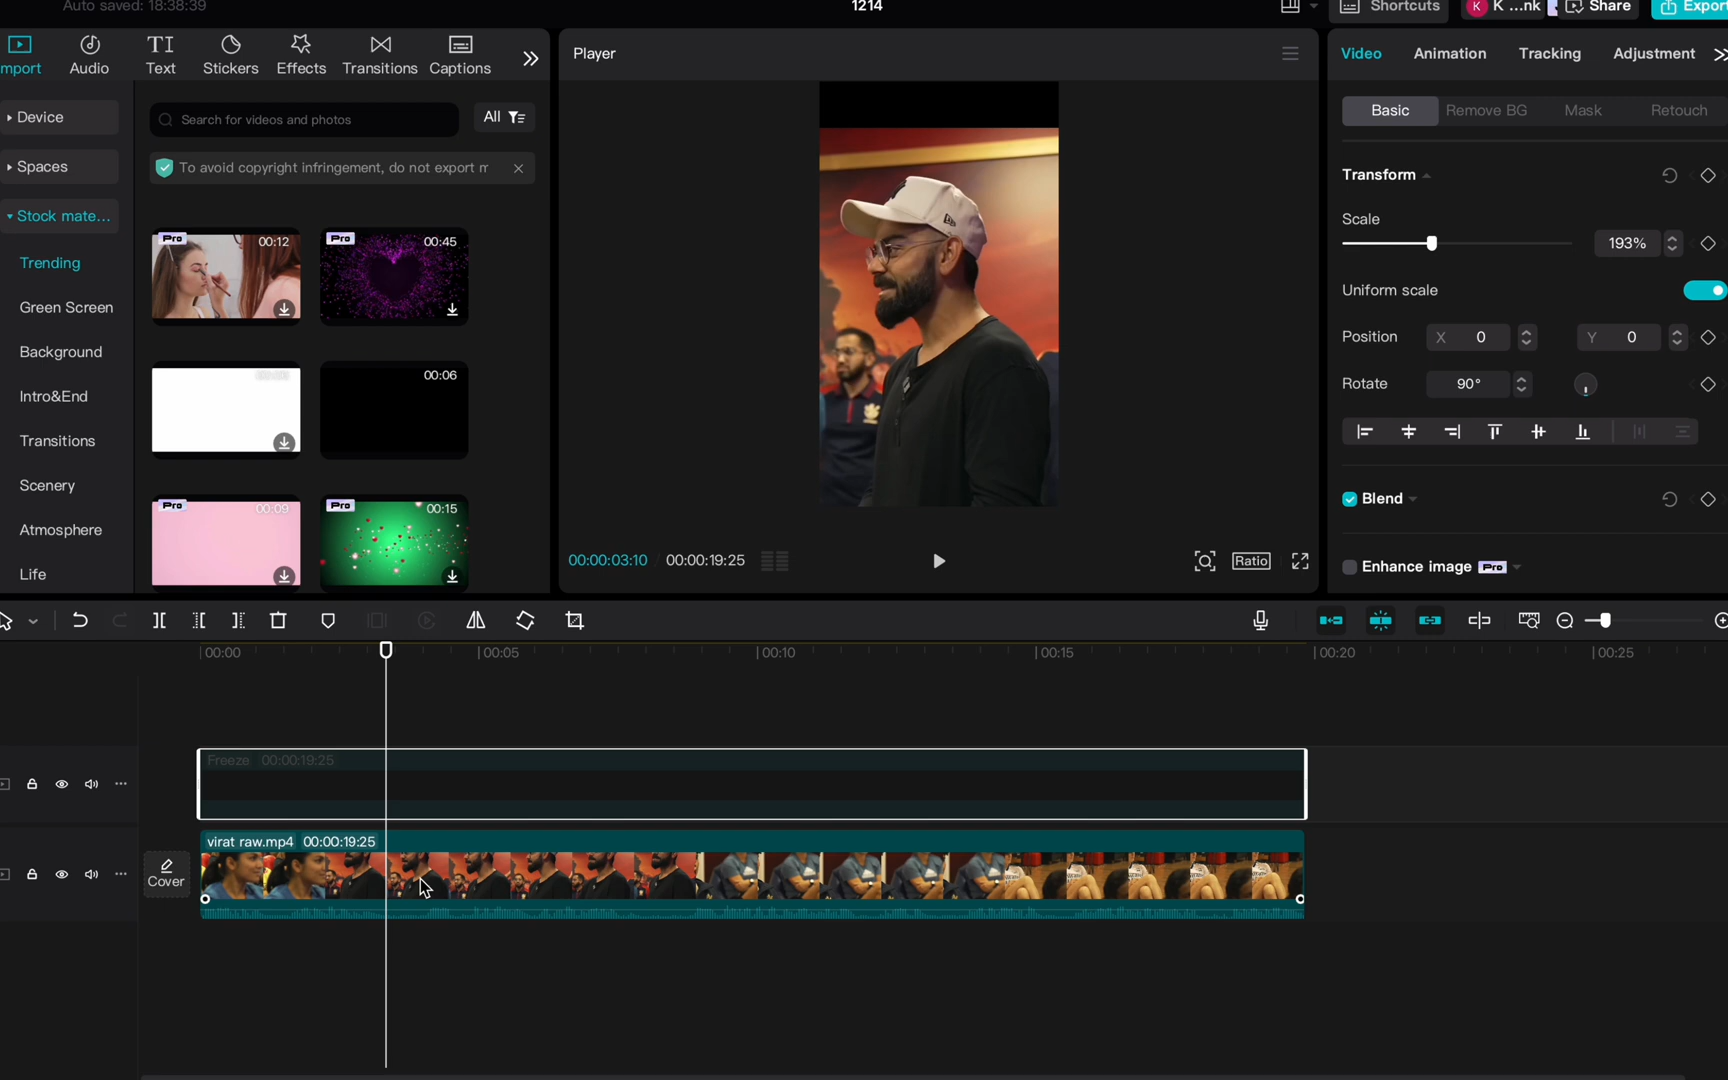 Auto saved: 18:38:39
1214
Shortcuts
K
K ...nk
Share
Export
mport
Audio
Text
Stickers
Effects
Transitions
Captions
Player
Video
Animation
Tracking
Adjustment
Device
Spaces
Stock mate...
Trending
Green Screen
Background
Intro&End
Transitions
Scenery
Atmosphere
Life
Search for videos and photos
All
To avoid copyright infringement, do not export m
Pro
00:12
Pro
00:45
00:06
Pro
00:09
Pro
00:15
00:00:03:10 / 00:00:19:25
Ratio
Basic
Remove BG
Mask
Retouch
Transform
Scale
193%
Uniform scale
Position
X 0
Y 0
Rotate
90°
Blend
Enhance image Pro
00:00
00:05
00:10
00:15
00:20
00:25
Freeze 00:00:19:25
virat raw.mp4 00:00:19:25
Cover